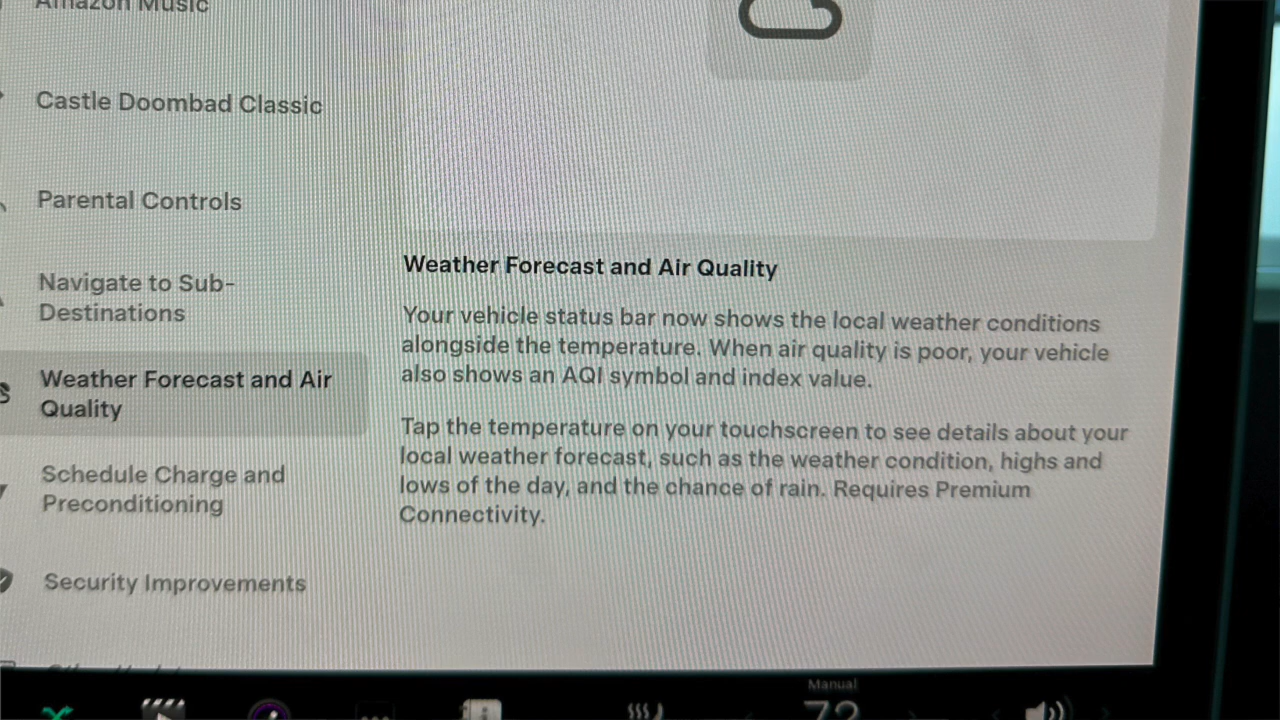 Amazon Music
Castle Doombad Classic
Parental Controls
Navigate to Sub-
Destinations
Weather Forecast and Air
Quality
Schedule Charge and
Preconditioning
Security Improvements
Weather Forecast and Air Quality
Your vehicle status bar now shows the local weather conditions
alongside the temperature. When air quality is poor, your vehicle
also shows an AQI symbol and index value.
Tap the temperature on your touchscreen to see details about your
local weather forecast, such as the weather condition, highs and
lows of the day, and the chance of rain. Requires Premium
Connectivity.
Manual
72